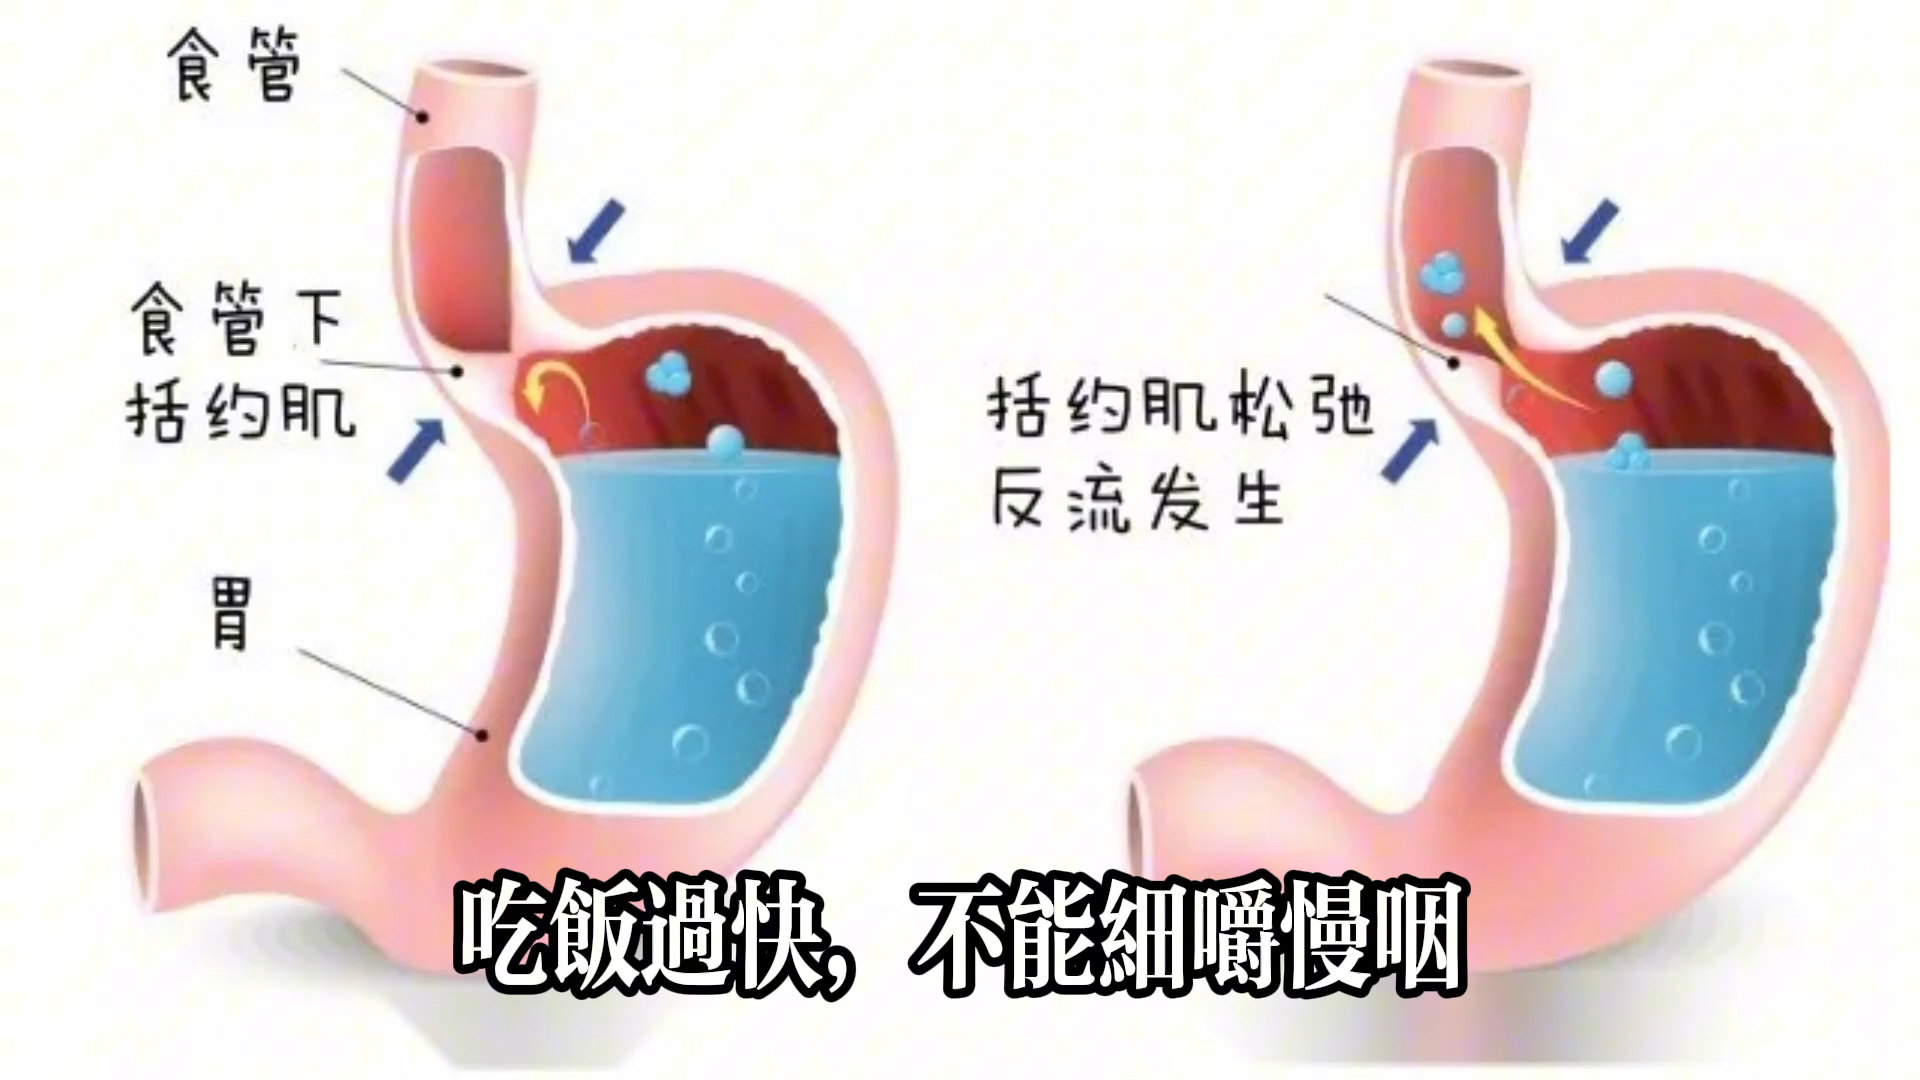 食管
食管下
括约肌
胃
括约肌松弛
反流发生
吃飯過快，不能細嚼慢咽